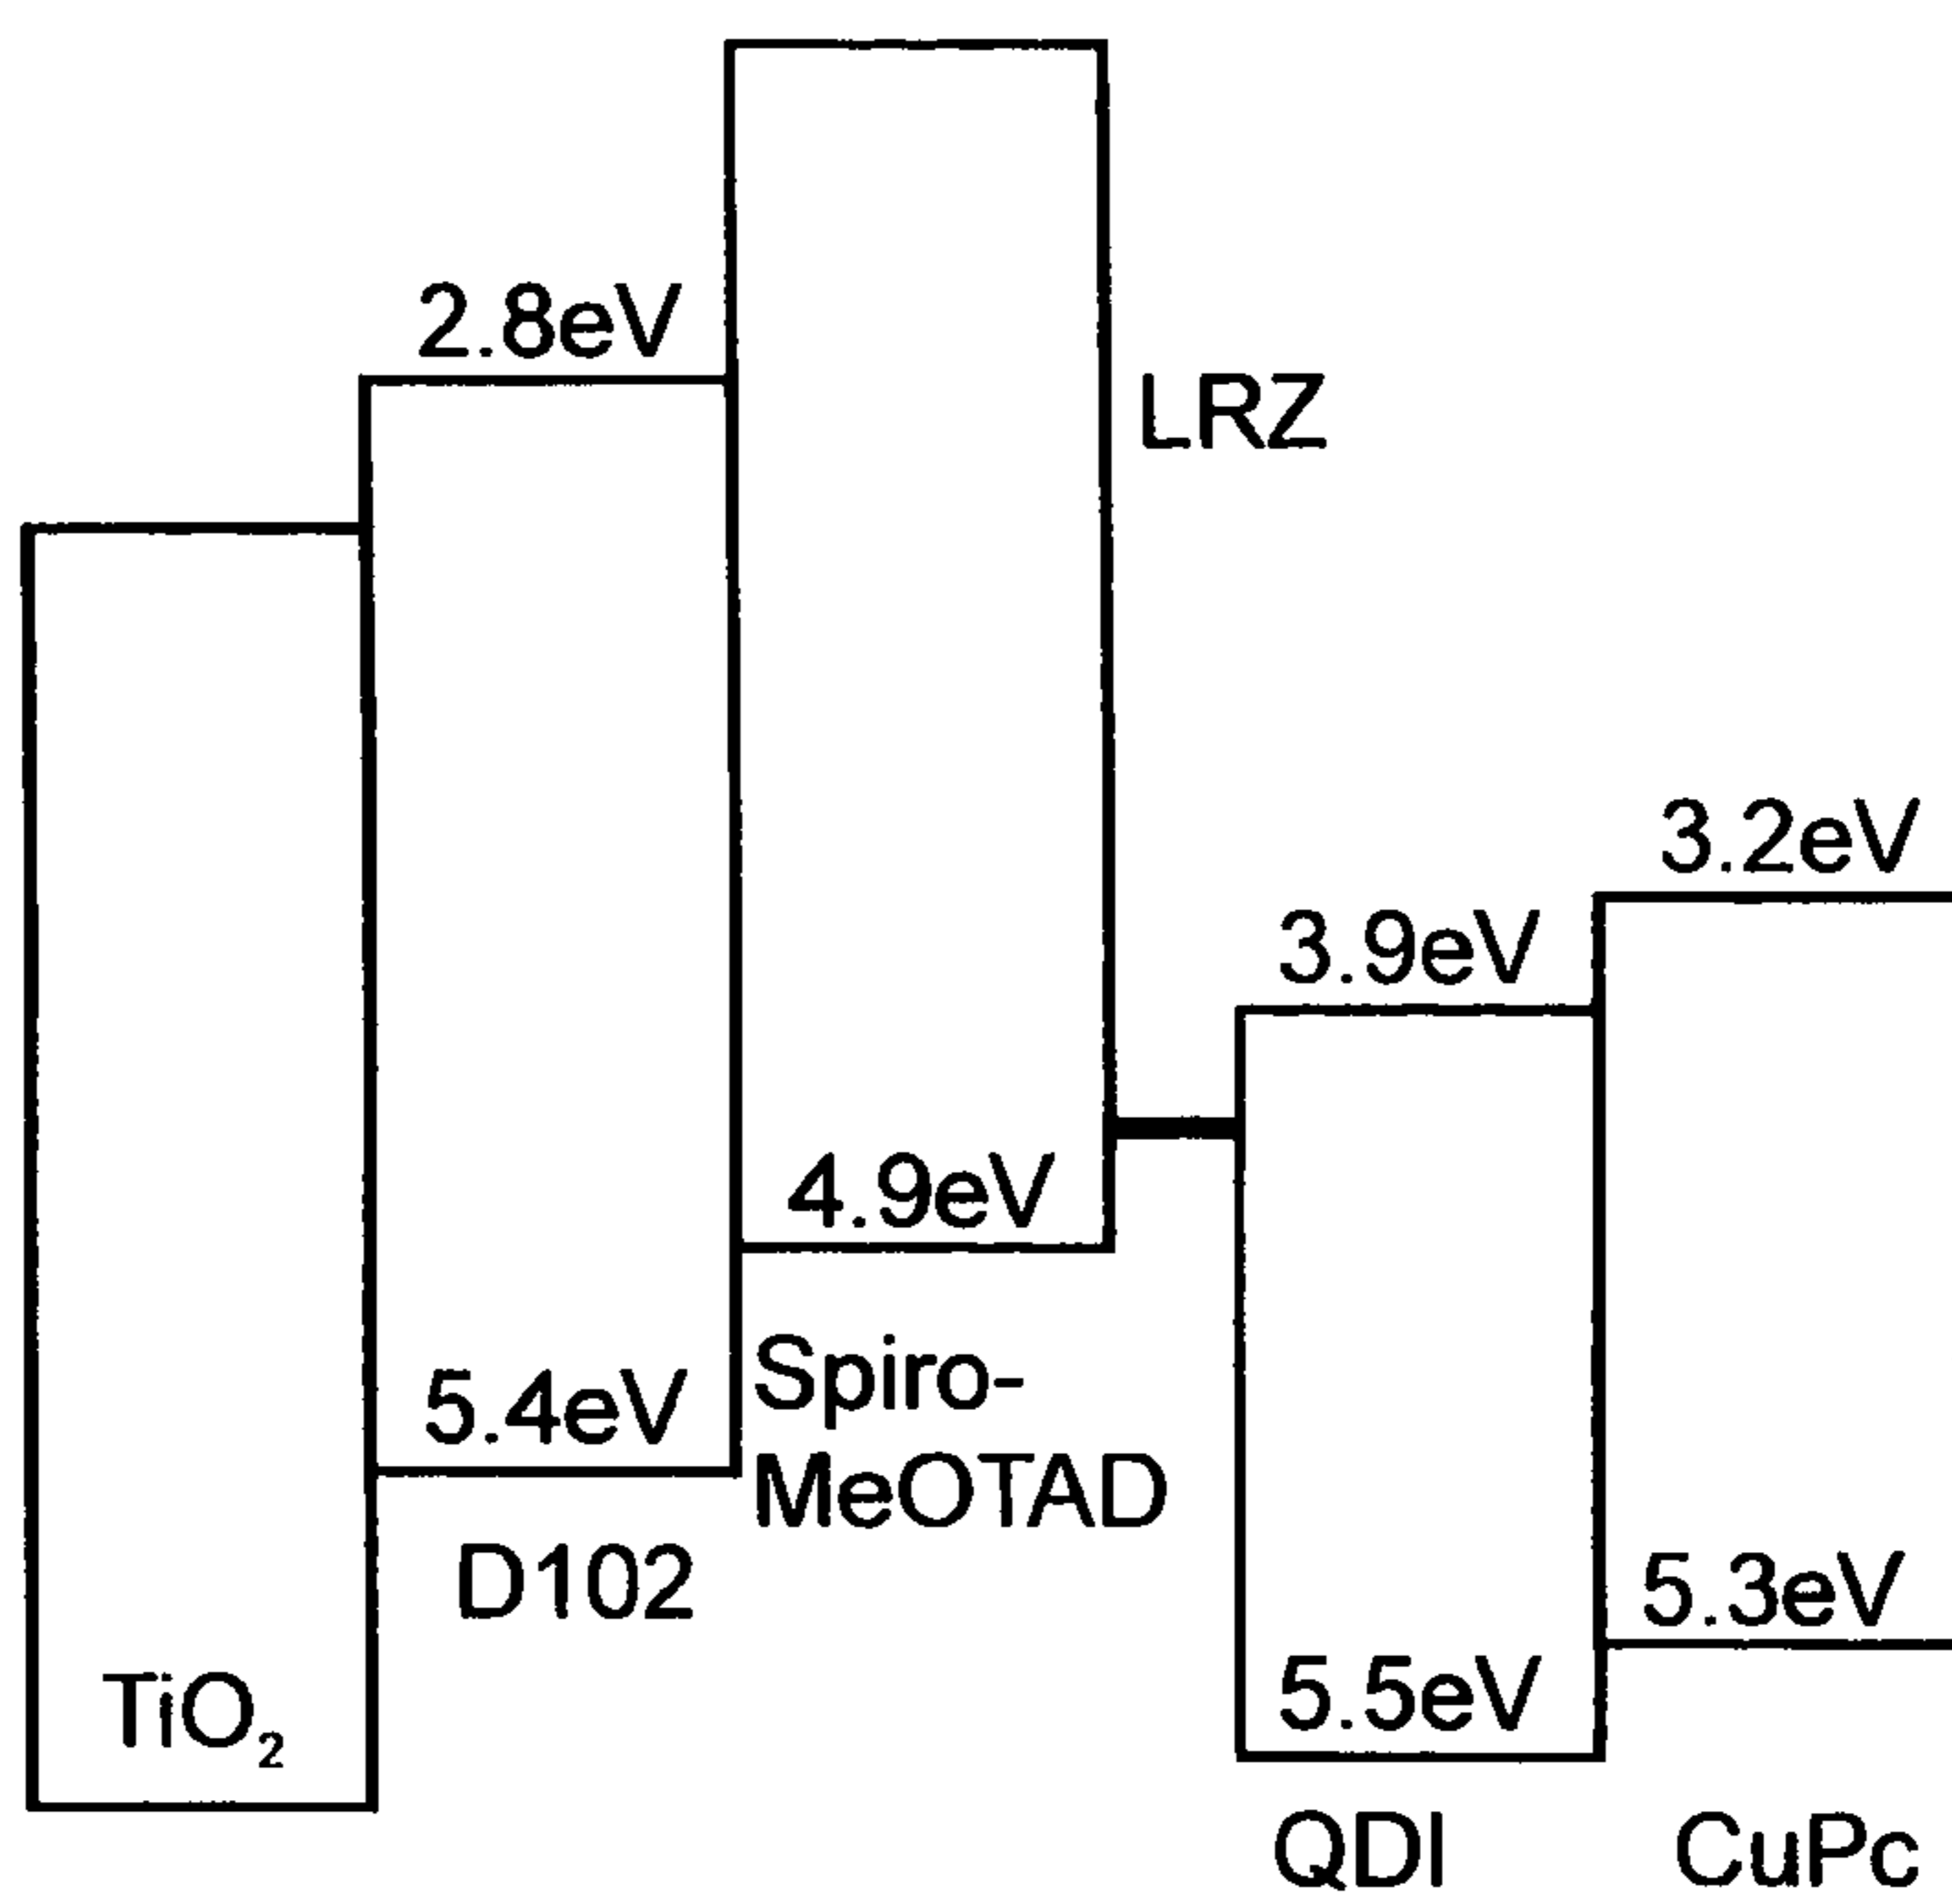 2.8eV
LRZ
3.2eV
3.9eV
4.9eV
Spiro-
MeOTAD
5.4eV
D102
TiO₂
5.3eV
5.5eV
QDI
CuPc